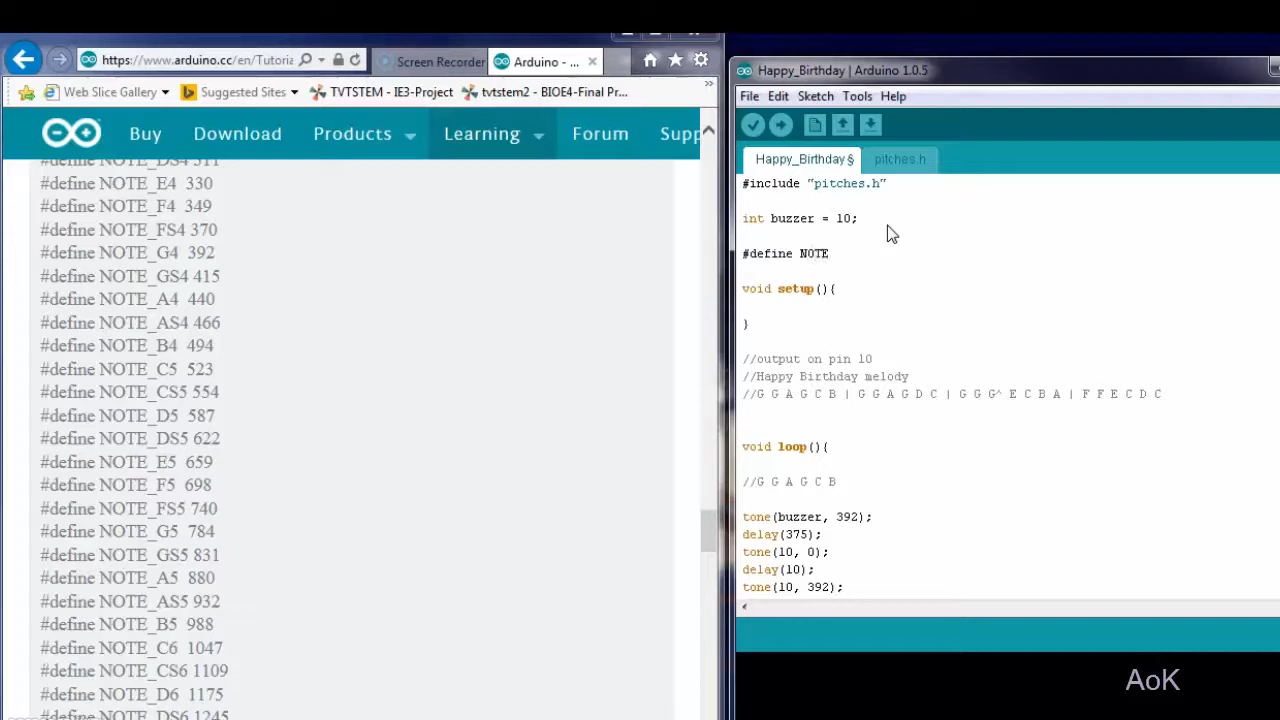 https://www.arduino.cc/en/Tutoria
Screen Recorder
Arduino - ...
Web Slice Gallery
Suggested Sites
TVTSTEM - IE3-Project
tvtstem2 - BIOE4-Final Pr...
Buy
Download
Products
Learning
Forum
Supp
#define NOTE_DS4 311
#define NOTE_E4 330
#define NOTE_F4 349
#define NOTE_FS4 370
#define NOTE_G4 392
#define NOTE_GS4 415
#define NOTE_A4 440
#define NOTE_AS4 466
#define NOTE_B4 494
#define NOTE_C5 523
#define NOTE_CS5 554
#define NOTE_D5 587
#define NOTE_DS5 622
#define NOTE_E5 659
#define NOTE_F5 698
#define NOTE_FS5 740
#define NOTE_G5 784
#define NOTE_GS5 831
#define NOTE_A5 880
#define NOTE_AS5 932
#define NOTE_B5 988
#define NOTE_C6 1047
#define NOTE_CS6 1109
#define NOTE_D6 1175
#define NOTE_DS6 1245
Happy_Birthday | Arduino 1.0.5
File Edit Sketch Tools Help
Happy_Birthday §
pitches.h
#include "pitches.h"
int buzzer = 10;
#define NOTE
void setup(){
}
//output on pin 10
//Happy Birthday melody
//G G A G C B | G G A G D C | G G G^ E C B A | F F E C D C
void loop(){
//G G A G C B
tone(buzzer, 392);
delay(375);
tone(10, 0);
delay(10);
tone(10, 392);
AoK